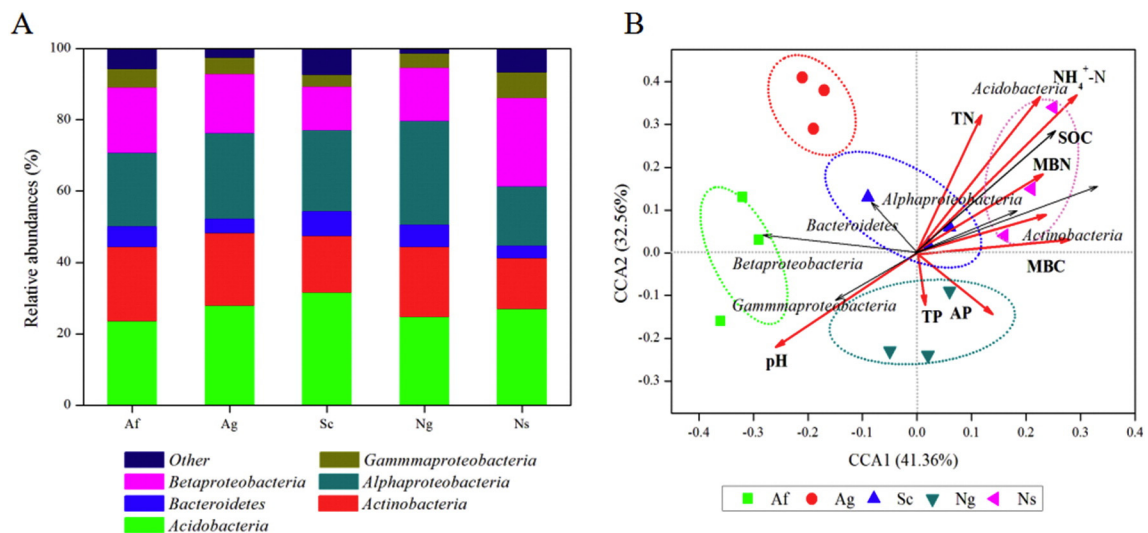 A
Relative abundances (%)
100
80
60
40
20
0
Af Ag Sc Ng Ns
Other Gammmaproteobacteria
Betaproteobacteria Alphaproteobacteria
Bacteroidetes Actinobacteria
Acidobacteria
B
CCA2 (32.56%)
0.4
0.3
0.2
0.1
0.0
-0.1
-0.2
-0.3
NH4+-N
Acidobacteria
TN
SOC
MBN
Alphaproteobacteria
Bacteroidetes
Actinobacteria
Betaproteobacteria
MBC
Gammmaproteobacteria
TP AP
pH
-0.4 -0.3 -0.2 -0.1 0.0 0.1 0.2 0.3 0.4
CCA1 (41.36%)
Af Ag Sc Ng Ns